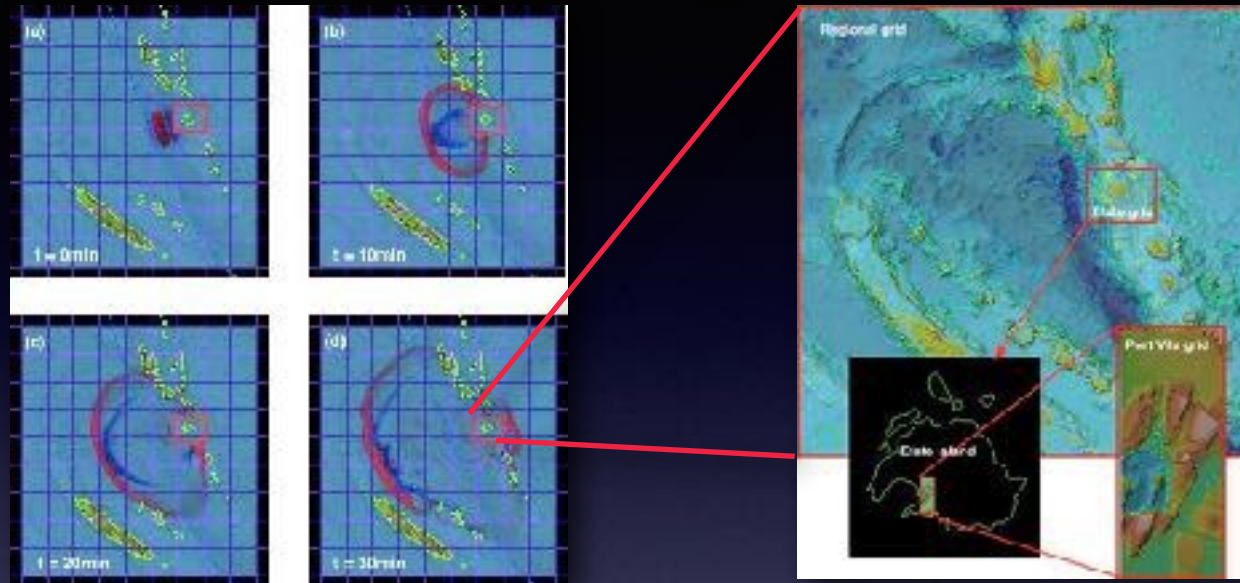 (a)
t = 0min
(b)
t = 10min
(c)
t = 20min
(d)
t = 30min
Regional grid
Efate grid
Efate island
Port Vila grid